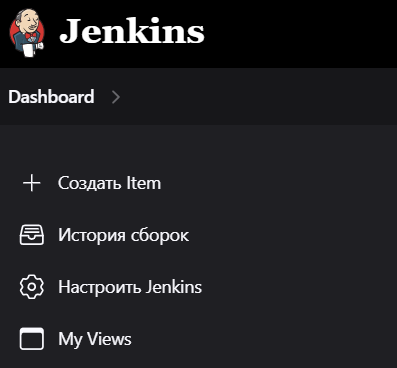 Jenkins
Dashboard
Создать Item
История сборок
Настроить Jenkins
My Views